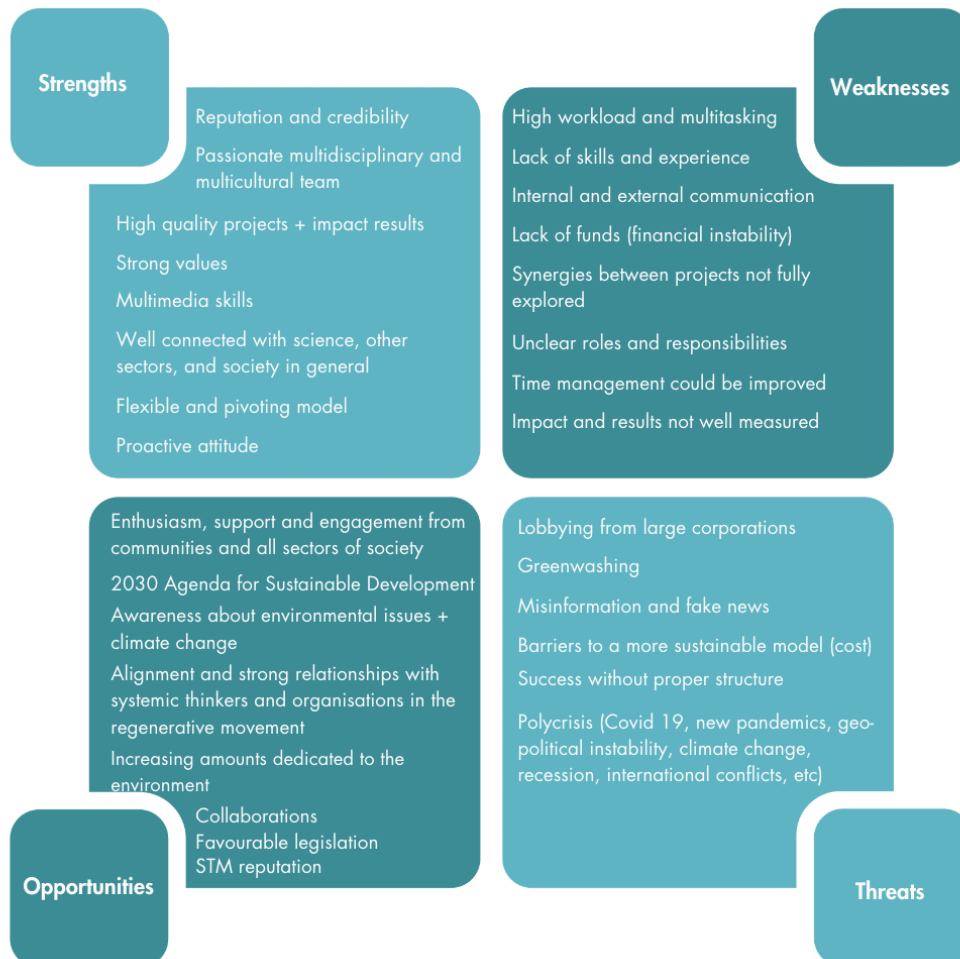 Strengths
Reputation and credibility
Passionate multidisciplinary and
multicultural team
High quality projects + impact results
Strong values
Multimedia skills
Well connected with science, other
sectors, and society in general
Flexible and pivoting model
Proactive attitude
Weaknesses
High workload and multitasking
Lack of skills and experience
Internal and external communication
Lack of funds (financial instability)
Synergies between projects not fully
explored
Unclear roles and responsibilities
Time management could be improved
Impact and results not well measured
Opportunities
Enthusiasm, support and engagement from
communities and all sectors of society
2030 Agenda for Sustainable Development
Awareness about environmental issues +
climate change
Alignment and strong relationships with
systemic thinkers and organisations in the
regenerative movement
Increasing amounts dedicated to the
environment
Collaborations
Favourable legislation
STM reputation
Threats
Lobbying from large corporations
Greenwashing
Misinformation and fake news
Barriers to a more sustainable model (cost)
Success without proper structure
Polycrisis (Covid 19, new pandemics, geo-
political instability, climate change,
recession, international conflicts, etc)